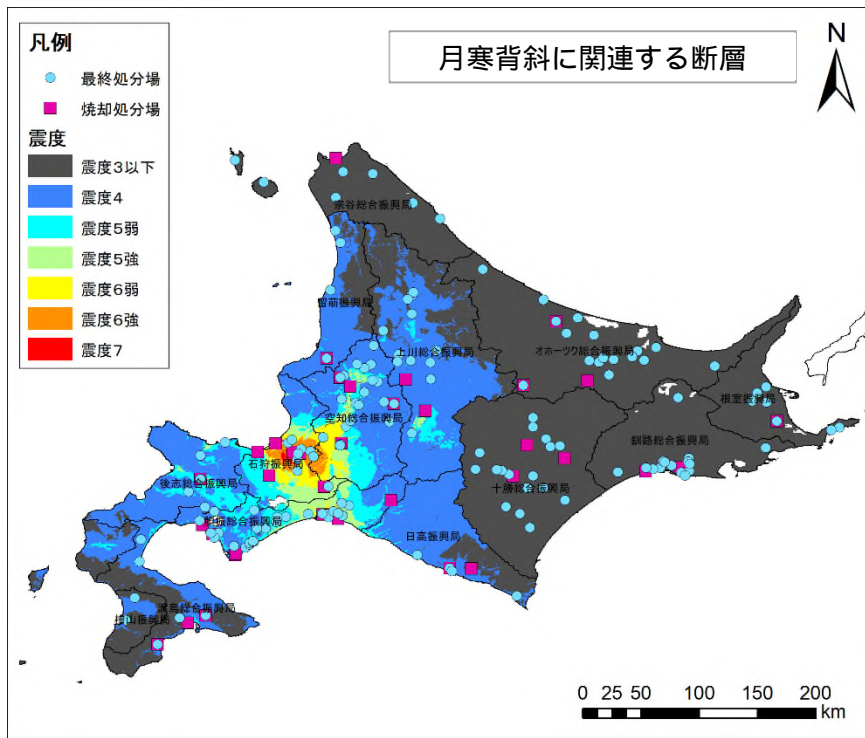 月寒背斜に関連する断層
N
凡例
最終処分場
焼却処分場
震度
震度3以下
震度4
震度5弱
震度5強
震度6弱
震度6強
震度7
宗谷総合振興局
留萌振興局
上川総合振興局
オホーツク総合振興局
根室振興局
空知総合振興局
釧路総合振興局
石狩振興局
後志総合振興局
十勝総合振興局
胆振総合振興局
日高振興局
渡島総合振興局
檜山振興局
0 25 50 100 150 200
km